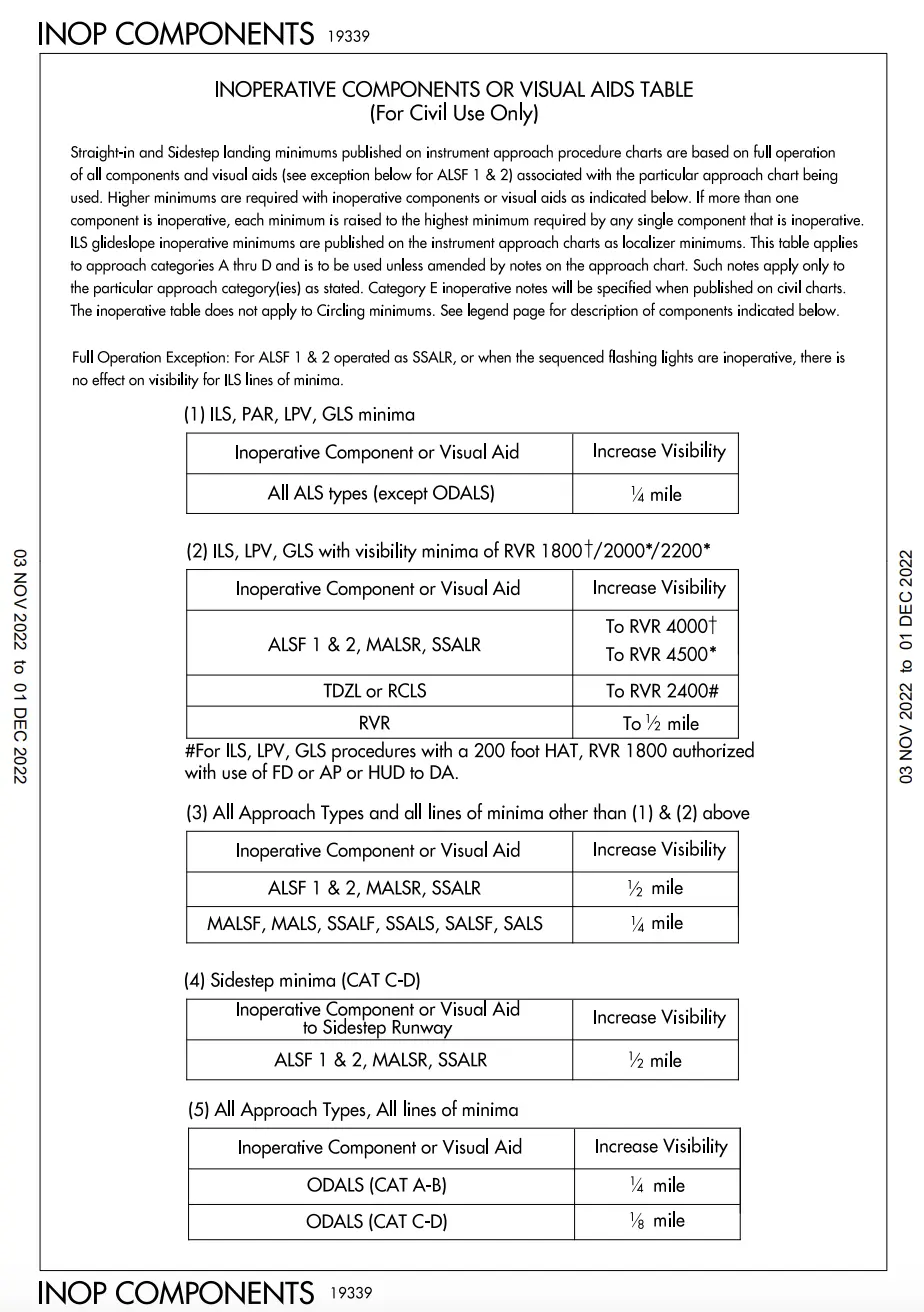 INOP COMPONENTS 19339
INOPERATIVE COMPONENTS OR VISUAL AIDS TABLE
(For Civil Use Only)
Straight-in and Sidestep landing minimums published on instrument approach procedure charts are based on full operation
of all components and visual aids (see exception below for ALSF 1 & 2) associated with the particular approach chart being
used. Higher minimums are required with inoperative components or visual aids as indicated below. If more than one
component is inoperative, each minimum is raised to the highest minimum required by any single component that is inoperative.
ILS glideslope inoperative minimums are published on the instrument approach charts as localizer minimums. This table applies
to approach categories A thru D and is to be used unless amended by notes on the approach chart. Such notes apply only to
the particular approach category(ies) as stated. Category E inoperative notes will be specified when published on civil charts.
The inoperative table does not apply to Circling minimums. See legend page for description of components indicated below.
Full Operation Exception: For ALSF 1 & 2 operated as SSALR, or when the sequenced flashing lights are inoperative, there is
no effect on visibility for ILS lines of minima.
(1) ILS, PAR, LPV, GLS minima
Inoperative Component or Visual Aid Increase Visibility
All ALS types (except ODALS) ¼ mile
(2) ILS, LPV, GLS with visibility minima of RVR 1800†/2000*/2200*
Inoperative Component or Visual Aid Increase Visibility
ALSF 1 & 2, MALSR, SSALR To RVR 4000†
To RVR 4500*
TDZL or RCLS To RVR 2400#
RVR To ½ mile
#For ILS, LPV, GLS procedures with a 200 foot HAT, RVR 1800 authorized
with use of FD or AP or HUD to DA.
(3) All Approach Types and all lines of minima other than (1) & (2) above
Inoperative Component or Visual Aid Increase Visibility
ALSF 1 & 2, MALSR, SSALR ½ mile
MALSF, MALS, SSALF, SSALS, SALSF, SALS ¼ mile
(4) Sidestep minima (CAT C-D)
Inoperative Component or Visual Aid
to Sidestep Runway Increase Visibility
ALSF 1 & 2, MALSR, SSALR ½ mile
(5) All Approach Types, All lines of minima
Inoperative Component or Visual Aid Increase Visibility
ODALS (CAT A-B) ¼ mile
ODALS (CAT C-D) ⅛ mile
03 NOV 2022 to 01 DEC 2022
03 NOV 2022 to 01 DEC 2022
INOP COMPONENTS 19339